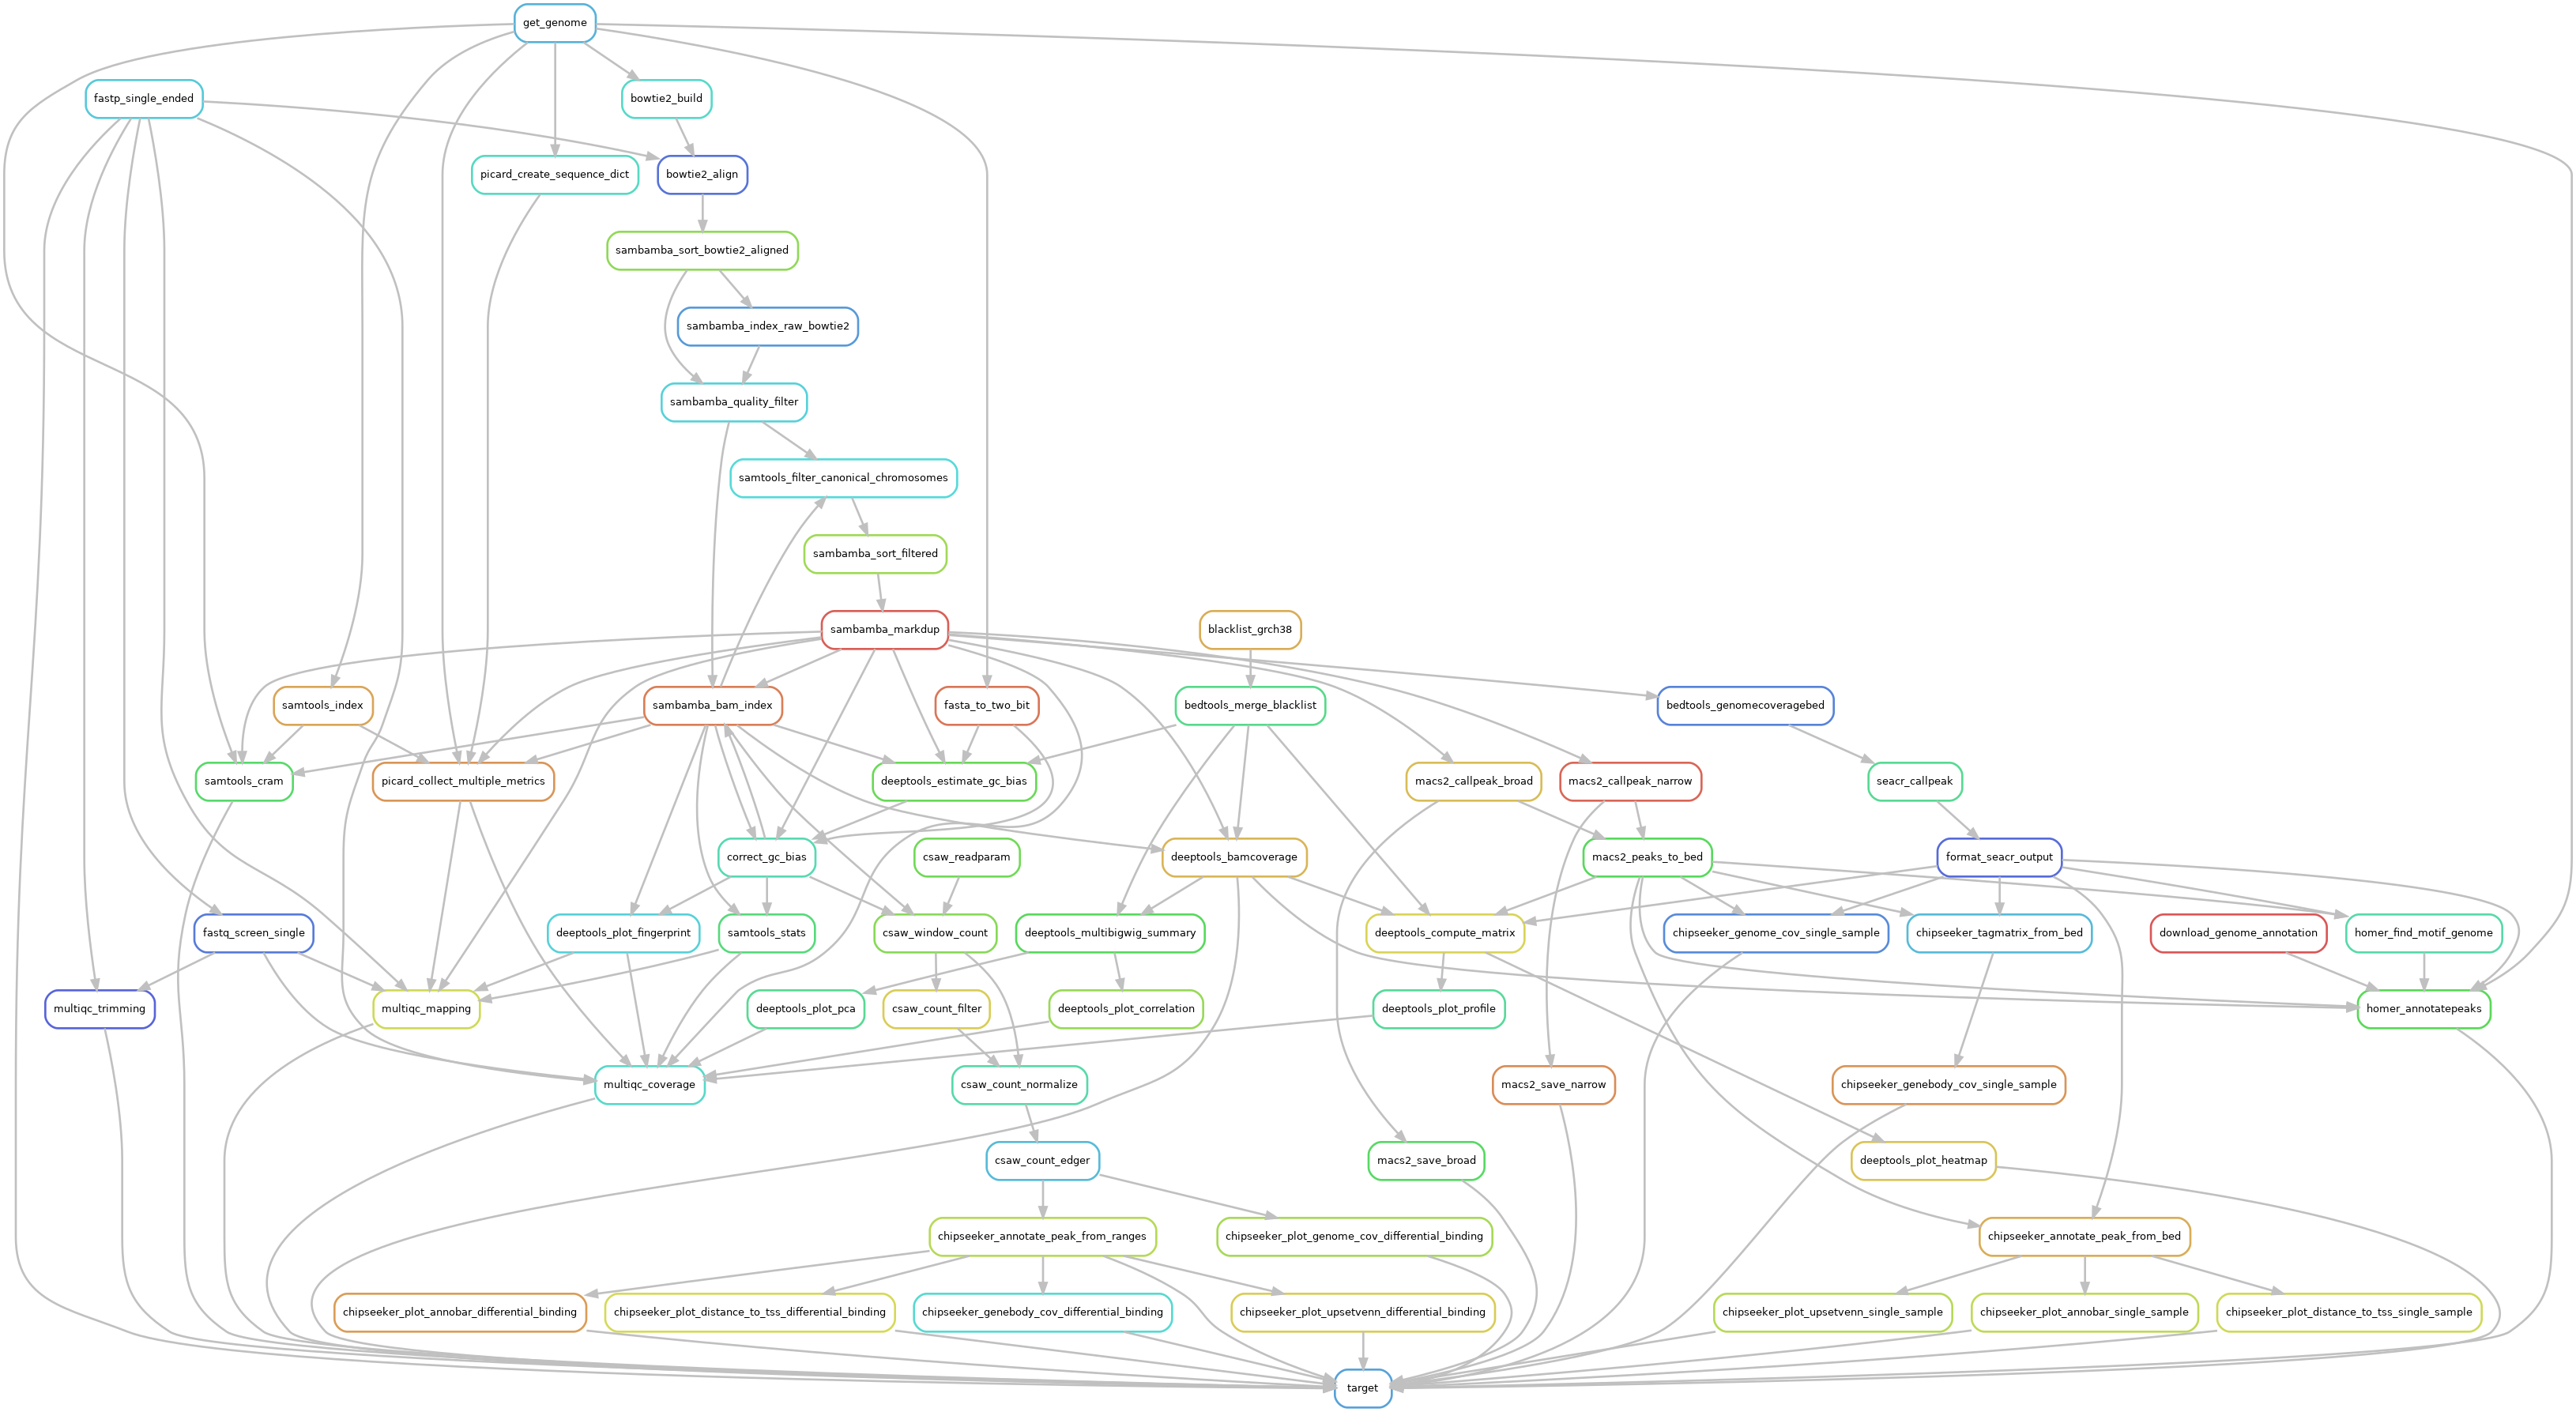 get_genome
fastp_single_ended
bowtie2_build
picard_create_sequence_dict
bowtie2_align
sambamba_sort_bowtie2_aligned
sambamba_index_raw_bowtie2
sambamba_quality_filter
samtools_filter_canonical_chromosomes
sambamba_sort_filtered
sambamba_markdup
blacklist_grch38
samtools_index
sambamba_bam_index
fasta_to_two_bit
bedtools_merge_blacklist
bedtools_genomecoveragebed
samtools_cram
picard_collect_multiple_metrics
deeptools_estimate_gc_bias
macs2_callpeak_broad
macs2_callpeak_narrow
seacr_callpeak
correct_gc_bias
csaw_readparam
deeptools_bamcoverage
macs2_peaks_to_bed
format_seacr_output
fastq_screen_single
deeptools_plot_fingerprint
samtools_stats
csaw_window_count
deeptools_multibigwig_summary
deeptools_compute_matrix
chipseeker_genome_cov_single_sample
chipseeker_tagmatrix_from_bed
download_genome_annotation
homer_find_motif_genome
multiqc_trimming
multiqc_mapping
deeptools_plot_pca
csaw_count_filter
deeptools_plot_correlation
deeptools_plot_profile
homer_annotatepeaks
multiqc_coverage
csaw_count_normalize
macs2_save_narrow
chipseeker_genebody_cov_single_sample
csaw_count_edger
macs2_save_broad
deeptools_plot_heatmap
chipseeker_annotate_peak_from_ranges
chipseeker_plot_genome_cov_differential_binding
chipseeker_annotate_peak_from_bed
chipseeker_plot_annobar_differential_binding
chipseeker_plot_distance_to_tss_differential_binding
chipseeker_genebody_cov_differential_binding
chipseeker_plot_upsetvenn_differential_binding
chipseeker_plot_upsetvenn_single_sample
chipseeker_plot_annobar_single_sample
chipseeker_plot_distance_to_tss_single_sample
target